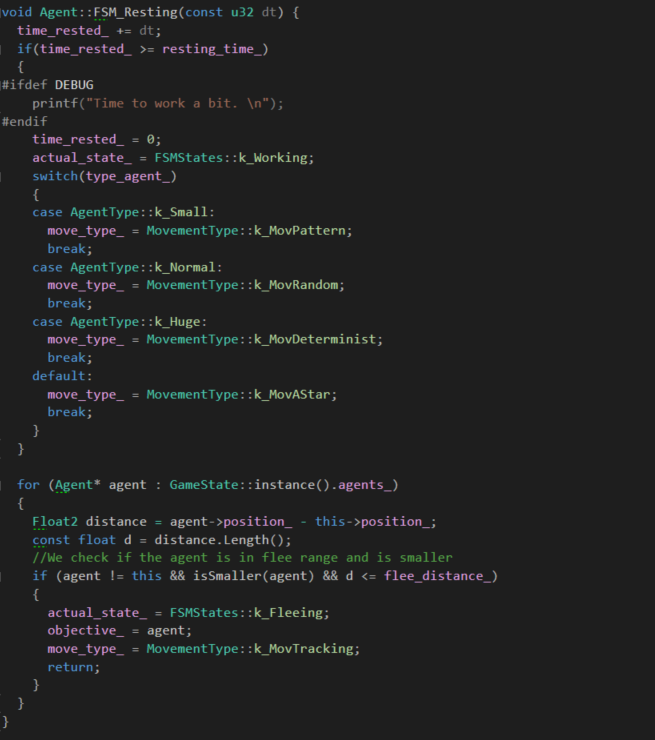 void Agent::FSM_Resting(const u32 dt) {
  time_rested_ += dt;
  if(time_rested_ >= resting_time_)
  {
#ifdef DEBUG
    printf("Time to work a bit. \n");
#endif
    time_rested_ = 0;
    actual_state_ = FSMStates::k_Working;
    switch(type_agent_)
    {
    case AgentType::k_Small:
      move_type_ = MovementType::k_MovPattern;
      break;
    case AgentType::k_Normal:
      move_type_ = MovementType::k_MovRandom;
      break;
    case AgentType::k_Huge:
      move_type_ = MovementType::k_MovDeterminist;
      break;
    default:
      move_type_ = MovementType::k_MovAStar;
      break;
    }
  }

  for (Agent* agent : GameState::instance().agents_)
  {
    Float2 distance = agent->position_ - this->position_;
    const float d = distance.Length();
    //We check if the agent is in flee range and is smaller
    if (agent != this && isSmaller(agent) && d <= flee_distance_)
    {
      actual_state_ = FSMStates::k_Fleeing;
      objective_ = agent;
      move_type_ = MovementType::k_MovTracking;
      return;
    }
  }
}